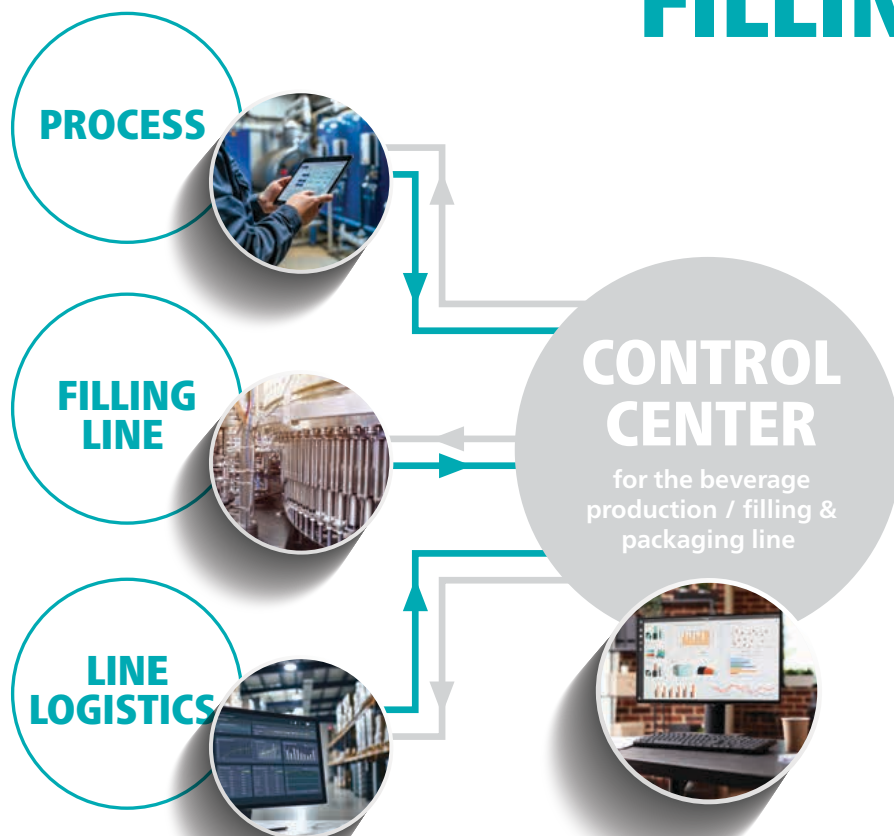 FILLIN
PROCESS
FILLING
LINE
LINE
LOGISTICS
CONTROL
CENTER
for the beverage
production / filling &
packaging line